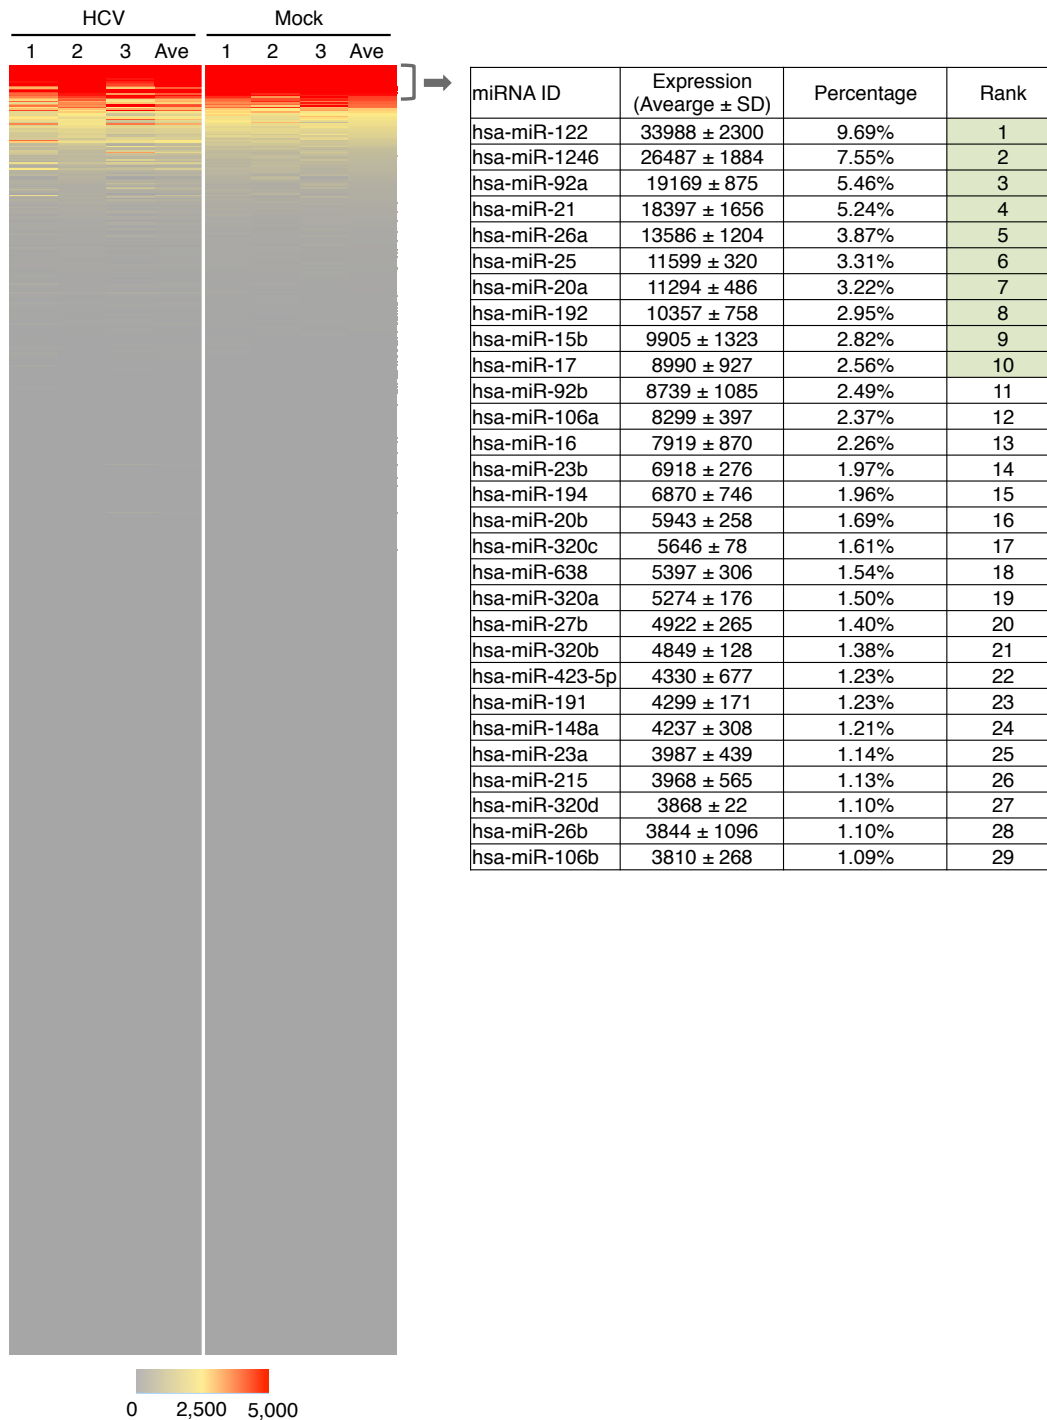 HCV Mock
1 2 3 Ave 1 2 3 Ave
miRNA ID Expression (Avearge ± SD) Percentage Rank
hsa-miR-122 33988 ± 2300 9.69% 1
hsa-miR-1246 26487 ± 1884 7.55% 2
hsa-miR-92a 19169 ± 875 5.46% 3
hsa-miR-21 18397 ± 1656 5.24% 4
hsa-miR-26a 13586 ± 1204 3.87% 5
hsa-miR-25 11599 ± 320 3.31% 6
hsa-miR-20a 11294 ± 486 3.22% 7
hsa-miR-192 10357 ± 758 2.95% 8
hsa-miR-15b 9905 ± 1323 2.82% 9
hsa-miR-17 8990 ± 927 2.56% 10
hsa-miR-92b 8739 ± 1085 2.49% 11
hsa-miR-106a 8299 ± 397 2.37% 12
hsa-miR-16 7919 ± 870 2.26% 13
hsa-miR-23b 6918 ± 276 1.97% 14
hsa-miR-194 6870 ± 746 1.96% 15
hsa-miR-20b 5943 ± 258 1.69% 16
hsa-miR-320c 5646 ± 78 1.61% 17
hsa-miR-638 5397 ± 306 1.54% 18
hsa-miR-320a 5274 ± 176 1.50% 19
hsa-miR-27b 4922 ± 265 1.40% 20
hsa-miR-320b 4849 ± 128 1.38% 21
hsa-miR-423-5p 4330 ± 677 1.23% 22
hsa-miR-191 4299 ± 171 1.23% 23
hsa-miR-148a 4237 ± 308 1.21% 24
hsa-miR-23a 3987 ± 439 1.14% 25
hsa-miR-215 3968 ± 565 1.13% 26
hsa-miR-320d 3868 ± 22 1.10% 27
hsa-miR-26b 3844 ± 1096 1.10% 28
hsa-miR-106b 3810 ± 268 1.09% 29
0 2,500 5,000